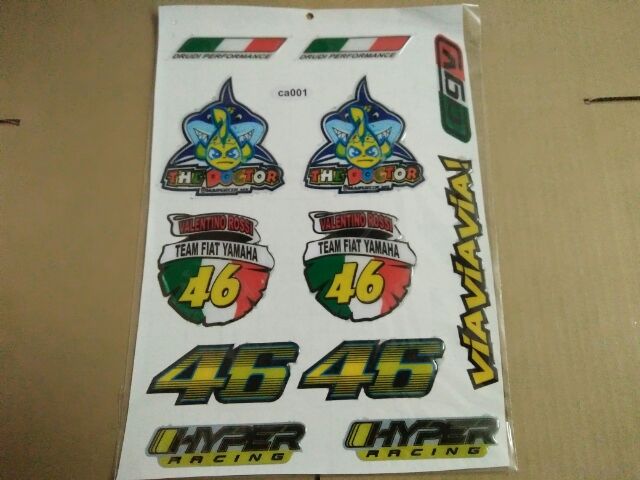 DRUDI PERFORMANCE
DRUDI PERFORMANCE
ca001
AGV
THE DOCTOR
THE DOCTOR
VALENTINO ROSSI
TEAM FIAT YAMAHA
46
VALENTINO ROSSI
TEAM FIAT YAMAHA
46
VIAVIAVIA!
46
46
HYPER
RACING
HYPER
RACING